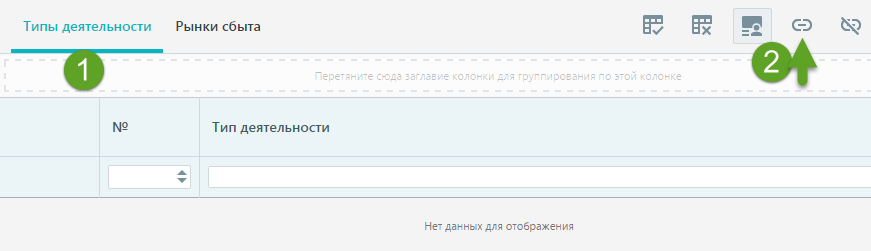 Типы деятельности Рынки сбыта
1
2
Перетяните сюда заглавие колонки для группирования по этой колонке
№ Тип деятельности
Нет данных для отображения